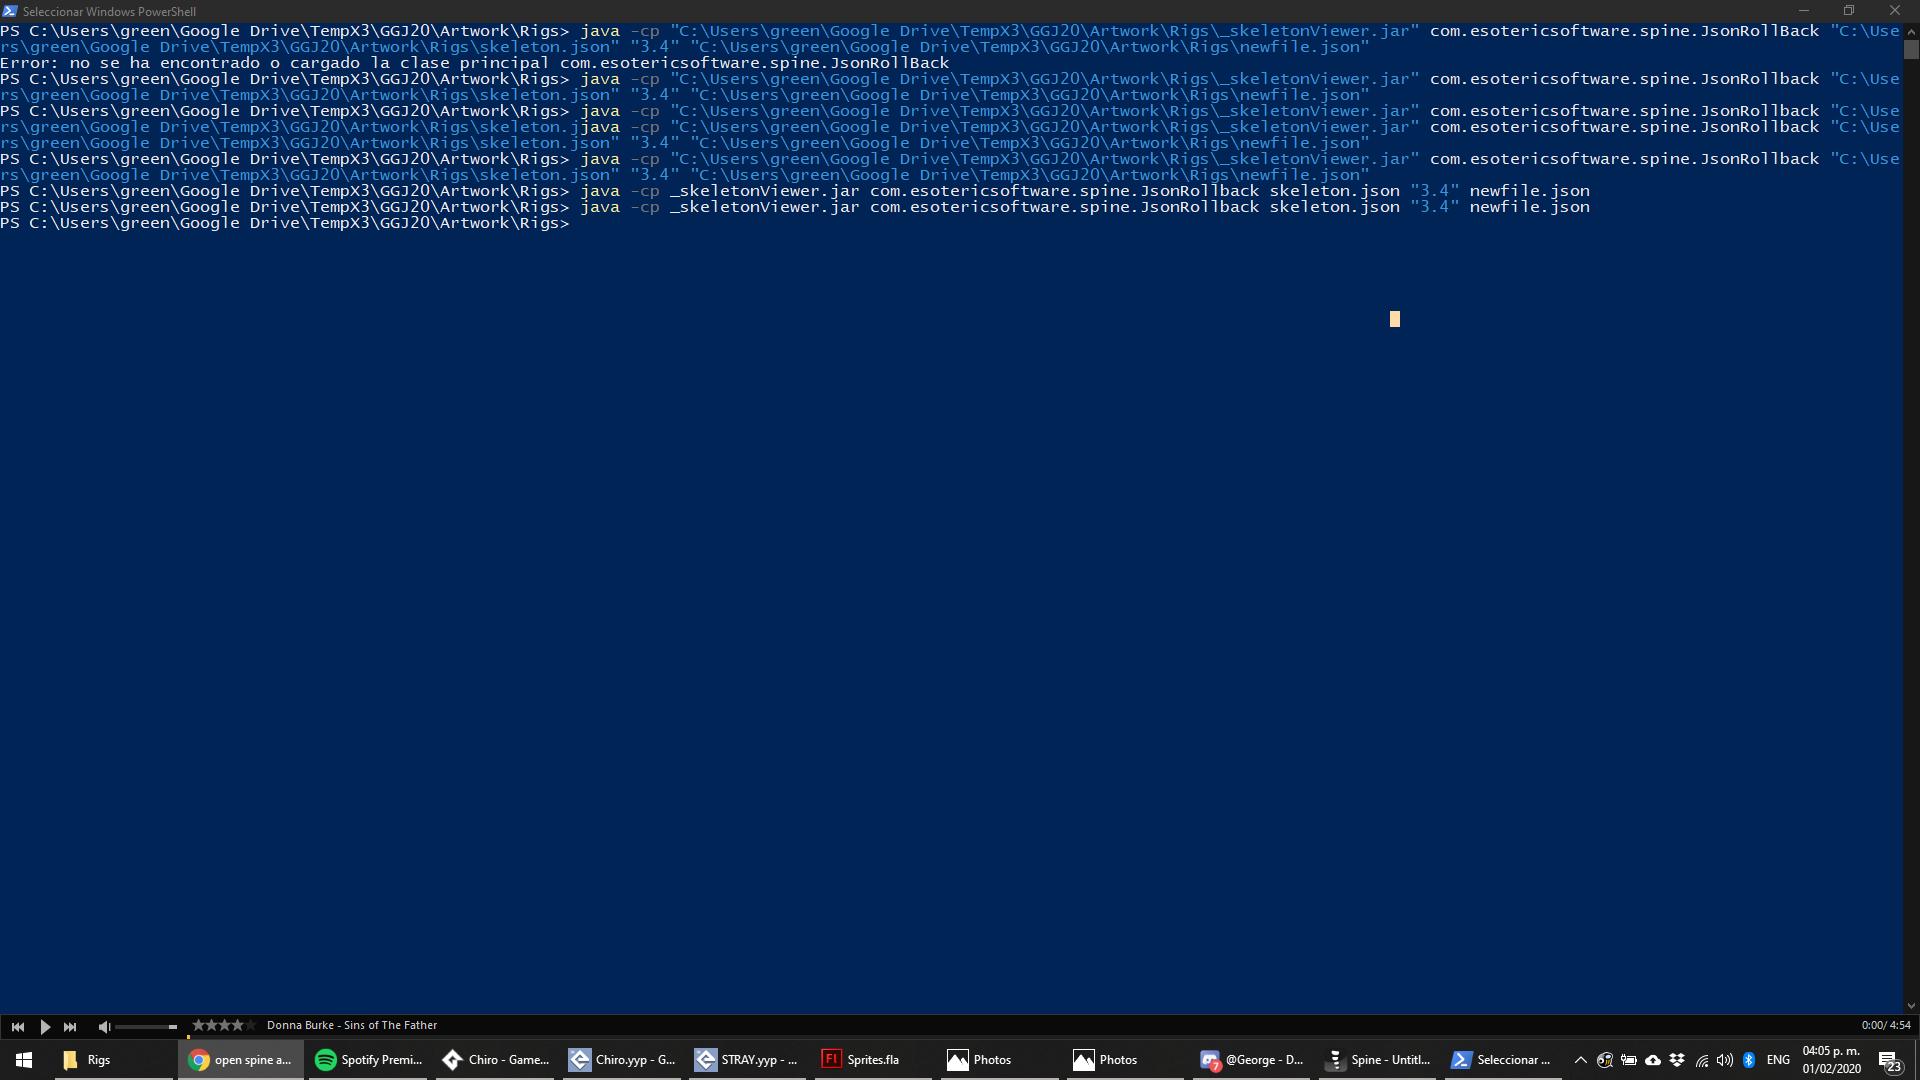 Seleccionar Windows PowerShell
PS C:\Users\green\Google Drive\TempX3\GGJ20\Artwork\Rigs> java -cp "C:\Users\green\Google Drive\TempX3\GGJ20\Artwork\Rigs\_skeletonViewer.jar" com.esotericsoftware.spine.JsonRollBack "C:\Use
rs\green\Google Drive\TempX3\GGJ20\Artwork\Rigs\skeleton.json" "3.4" "C:\Users\green\Google Drive\TempX3\GGJ20\Artwork\Rigs\newfile.json"
Error: no se ha encontrado o cargado la clase principal com.esotericsoftware.spine.JsonRollBack
PS C:\Users\green\Google Drive\TempX3\GGJ20\Artwork\Rigs> java -cp "C:\Users\green\Google Drive\TempX3\GGJ20\Artwork\Rigs\_skeletonViewer.jar" com.esotericsoftware.spine.JsonRollback "C:\Use
rs\green\Google Drive\TempX3\GGJ20\Artwork\Rigs\skeleton.json" "3.4" "C:\Users\green\Google Drive\TempX3\GGJ20\Artwork\Rigs\newfile.json"
PS C:\Users\green\Google Drive\TempX3\GGJ20\Artwork\Rigs> java -cp "C:\Users\green\Google Drive\TempX3\GGJ20\Artwork\Rigs\_skeletonViewer.jar" com.esotericsoftware.spine.JsonRollback "C:\Use
rs\green\Google Drive\TempX3\GGJ20\Artwork\Rigs\skeleton.jjava -cp "C:\Users\green\Google Drive\TempX3\GGJ20\Artwork\Rigs\_skeletonViewer.jar" com.esotericsoftware.spine.JsonRollback "C:\Use
rs\green\Google Drive\TempX3\GGJ20\Artwork\Rigs\skeleton.json" "3.4" "C:\Users\green\Google Drive\TempX3\GGJ20\Artwork\Rigs\newfile.json"
PS C:\Users\green\Google Drive\TempX3\GGJ20\Artwork\Rigs> java -cp "C:\Users\green\Google Drive\TempX3\GGJ20\Artwork\Rigs\_skeletonViewer.jar" com.esotericsoftware.spine.JsonRollback "C:\Use
rs\green\Google Drive\TempX3\GGJ20\Artwork\Rigs\skeleton.json" "3.4" "C:\Users\green\Google Drive\TempX3\GGJ20\Artwork\Rigs\newfile.json"
PS C:\Users\green\Google Drive\TempX3\GGJ20\Artwork\Rigs> java -cp _skeletonViewer.jar com.esotericsoftware.spine.JsonRollback skeleton.json "3.4" newfile.json
PS C:\Users\green\Google Drive\TempX3\GGJ20\Artwork\Rigs> java -cp _skeletonViewer.jar com.esotericsoftware.spine.JsonRollback skeleton.json "3.4" newfile.json
PS C:\Users\green\Google Drive\TempX3\GGJ20\Artwork\Rigs>
Donna Burke - Sins of The Father 0:00/ 4:54
Rigs open spine a... Spotify Premi... Chiro - Game... Chiro.yyp - G... STRAY.yyp - ... Fl Sprites.fla Photos Photos 7 @George - D... Spine - Untitl... Seleccionar ... ENG 04:05 p. m. 23
01/02/2020